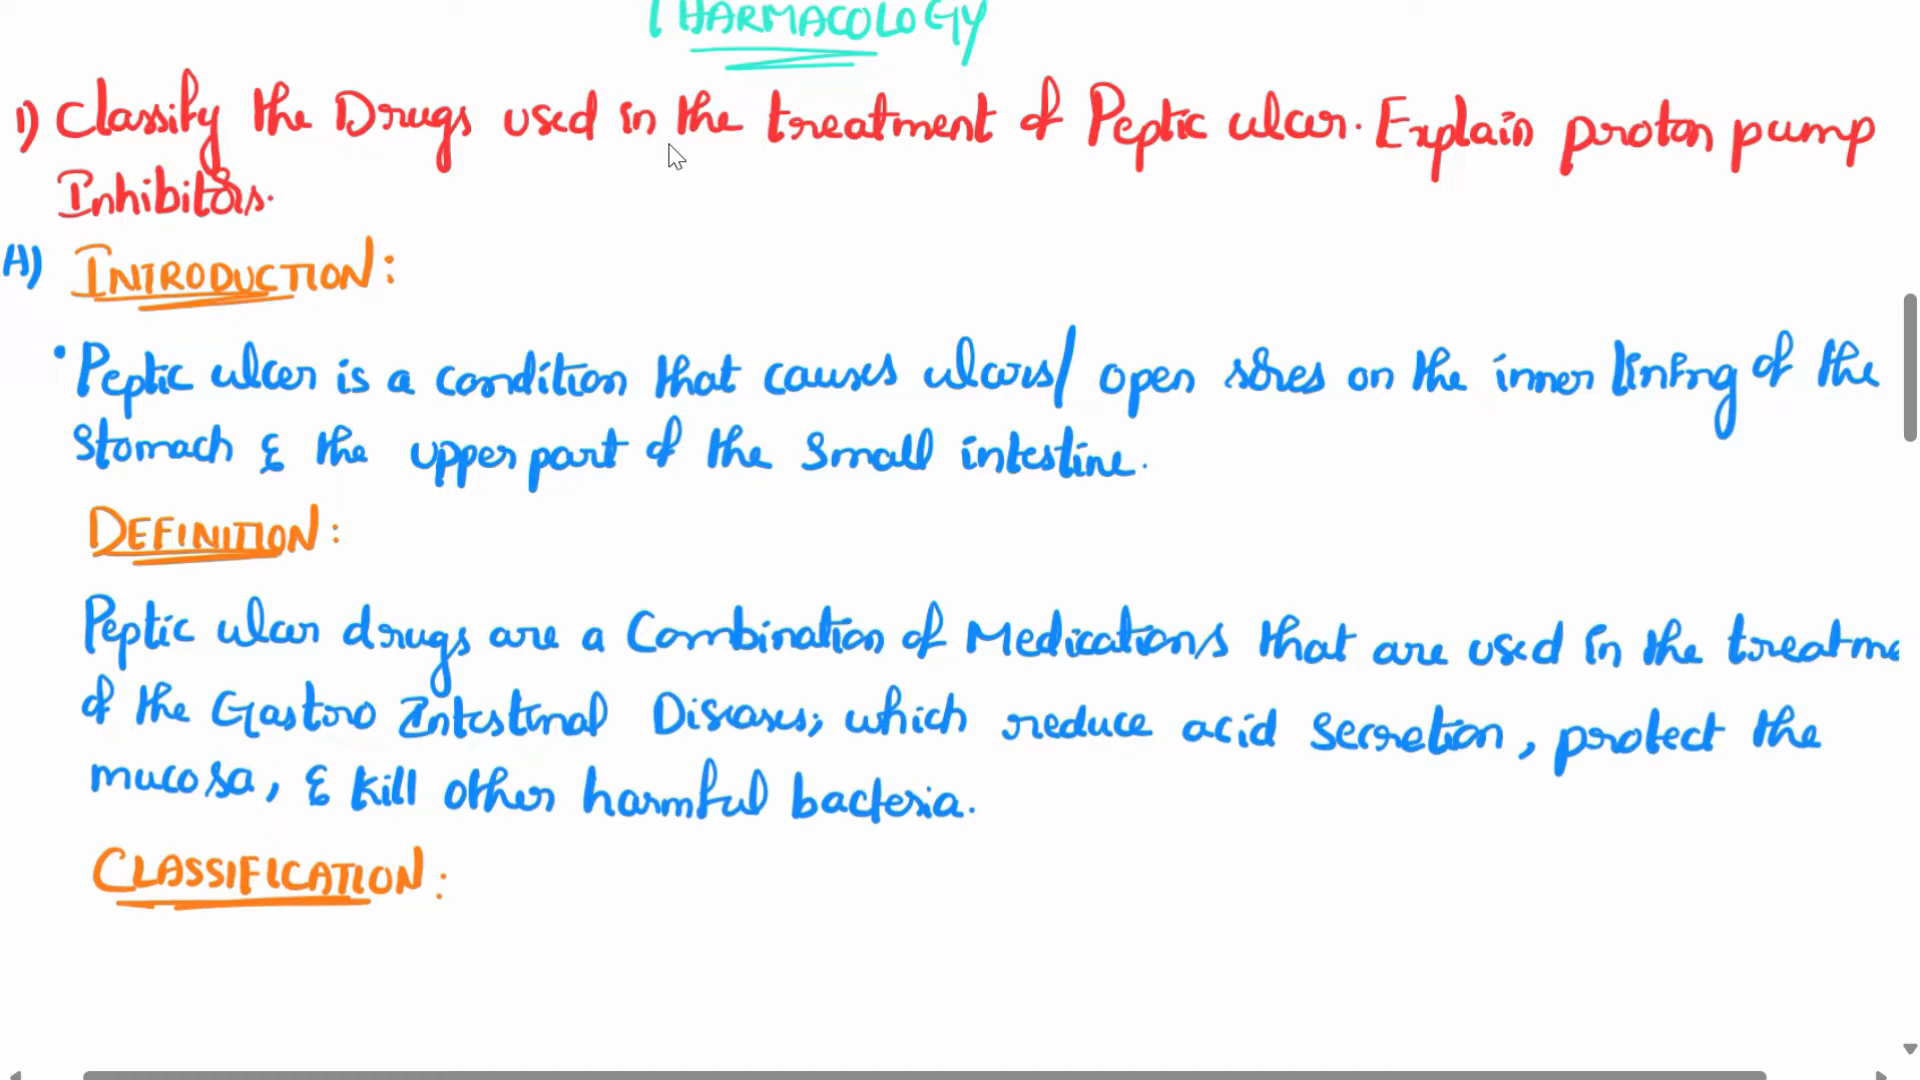 PHARMACOLOGY
1) Classify the Drugs used in the treatment of Peptic ulcer. Explain proton pump
Inhibitors.
A) INTRODUCTION:
• Peptic ulcer is a condition that causes ulcers/ open sores on the inner lining of the
Stomach & the upper part of the small intestine.
DEFINITION:
Peptic ulcer drugs are a Combination of Medications that are used in the treatme
of the Gastro Intestinal Diseases, which reduce acid secretion, protect the
mucosa, & kill other harmful bacteria.
CLASSIFICATION: